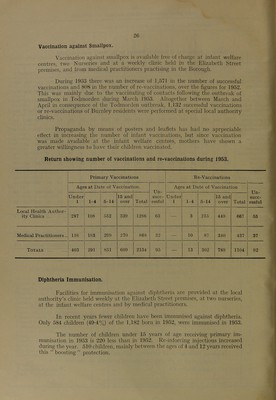 26
Vaccination against Smallpox.
Vaccination against smallpox is available free of charge at infant welfare
centres, two Nurseries and at a weekly clinic held in the Elizabeth Street
premises, and from medical practitioners practising in the Borough.
During 1953 there was an increase of 1,371 in the number of successful
vaccinations and 909 in the number of re-vaccinations, over the figures for 1952.
This was mainly due to the vaccinating of contacts following the outbreak of
smallpox in Todmorden during March 1953. Altogether between March and
April in consequence of the Todmorden outbreak, 1,132 successful vaccinations
or re-vaccinations of Burnley residents were performed at special local authority
clinics.
Propaganda by means of posters and leaflets has had no appreciable
effect in increasing the number of infant vaccinations, but since vaccination
was made available at the infant welfare centres, mothers have shown a
greater willingness to have their children vaccinated.
Return showing number of vaccinations and re-vaccinations during 1953.
Primary Vaccinations Re-Vaccinations
Ages at Date of Vaccination Un-successful Ages at Date of Vaccination Un-successful
Under 1 1-4 5-14 15 and over Total Under 1 1-4 5-14 15 and over Total
Local Health Authority Clinics
Medical Practitioners
Totals
Diphtheria Immunisation.
Facilities for immunisation against diphtheria are provided at the local
authority's clinic held weekly at the Elizabeth Street premises, at two nurseries,
at the infant welfare centres and by medical practitioners.
In recent years fewer children have been immunised against diphtheria.
Only 584 children (49·4%) of the 1,182 born in 1952, were immunised in 1953.
The number of children under 15 years of age receiving primary im-
munisation in 1953 is 220 less than in 1952. Re-inforcing injections increased
during the year children, mainly between the ages of 4 and 12 years received
this " boosting " protection.